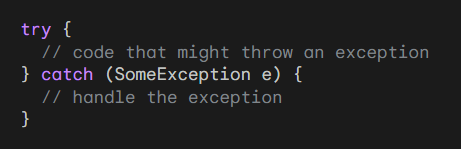 try {
  // code that might throw an exception
} catch (SomeException e) {
  // handle the exception
}